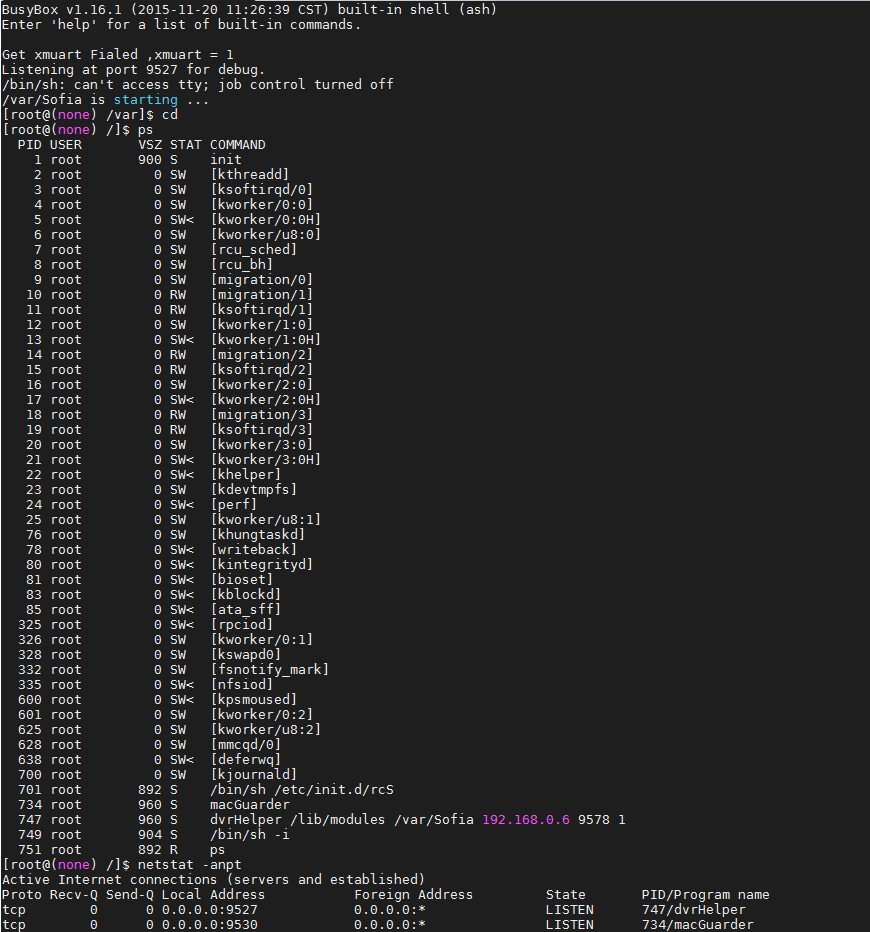 BusyBox v1.16.1 (2015-11-20 11:26:39 CST) built-in shell (ash)
Enter 'help' for a list of built-in commands.
Get xmuart Fialed ,xmuart = 1
Listening at port 9527 for debug.
/bin/sh: can't access tty; job control turned off
/var/Sofia is starting ...
[root@(none) /var]$ cd
[root@(none) /]$ ps
PID USER VSZ STAT COMMAND
1 root 900 S init
2 root 0 SW [kthreadd]
3 root 0 SW [ksoftirqd/0]
4 root 0 SW [kworker/0:0]
5 root 0 SW< [kworker/0:0H]
6 root 0 SW [kworker/u8:0]
7 root 0 SW [rcu_sched]
8 root 0 SW [rcu_bh]
9 root 0 SW [migration/0]
10 root 0 RW [migration/1]
11 root 0 RW [ksoftirqd/1]
12 root 0 SW [kworker/1:0]
13 root 0 SW< [kworker/1:0H]
14 root 0 RW [migration/2]
15 root 0 RW [ksoftirqd/2]
16 root 0 SW [kworker/2:0]
17 root 0 SW< [kworker/2:0H]
18 root 0 RW [migration/3]
19 root 0 RW [ksoftirqd/3]
20 root 0 SW [kworker/3:0]
21 root 0 SW< [kworker/3:0H]
22 root 0 SW< [khelper]
23 root 0 SW [kdevtmpfs]
24 root 0 SW< [perf]
25 root 0 SW [kworker/u8:1]
76 root 0 SW [khungtaskd]
78 root 0 SW< [writeback]
80 root 0 SW< [kintegrityd]
81 root 0 SW< [bioset]
83 root 0 SW< [kblockd]
85 root 0 SW< [ata_sff]
325 root 0 SW< [rpciod]
326 root 0 SW [kworker/0:1]
328 root 0 SW [kswapd0]
332 root 0 SW [fsnotify_mark]
335 root 0 SW< [nfsiod]
600 root 0 SW< [kpsmoused]
601 root 0 SW [kworker/0:2]
625 root 0 SW [kworker/u8:2]
628 root 0 SW [mmcqd/0]
638 root 0 SW< [deferwq]
700 root 0 SW [kjournald]
701 root 892 S /bin/sh /etc/init.d/rcS
734 root 960 S macGuarder
747 root 960 S dvrHelper /lib/modules /var/Sofia 192.168.0.6 9578 1
749 root 904 S /bin/sh -i
751 root 892 R ps
[root@(none) /]$ netstat -anpt
Active Internet connections (servers and established)
Proto Recv-Q Send-Q Local Address Foreign Address State PID/Program name
tcp 0 0 0.0.0.0:9527 0.0.0.0:* LISTEN 747/dvrHelper
tcp 0 0 0.0.0.0:9530 0.0.0.0:* LISTEN 734/macGuarder